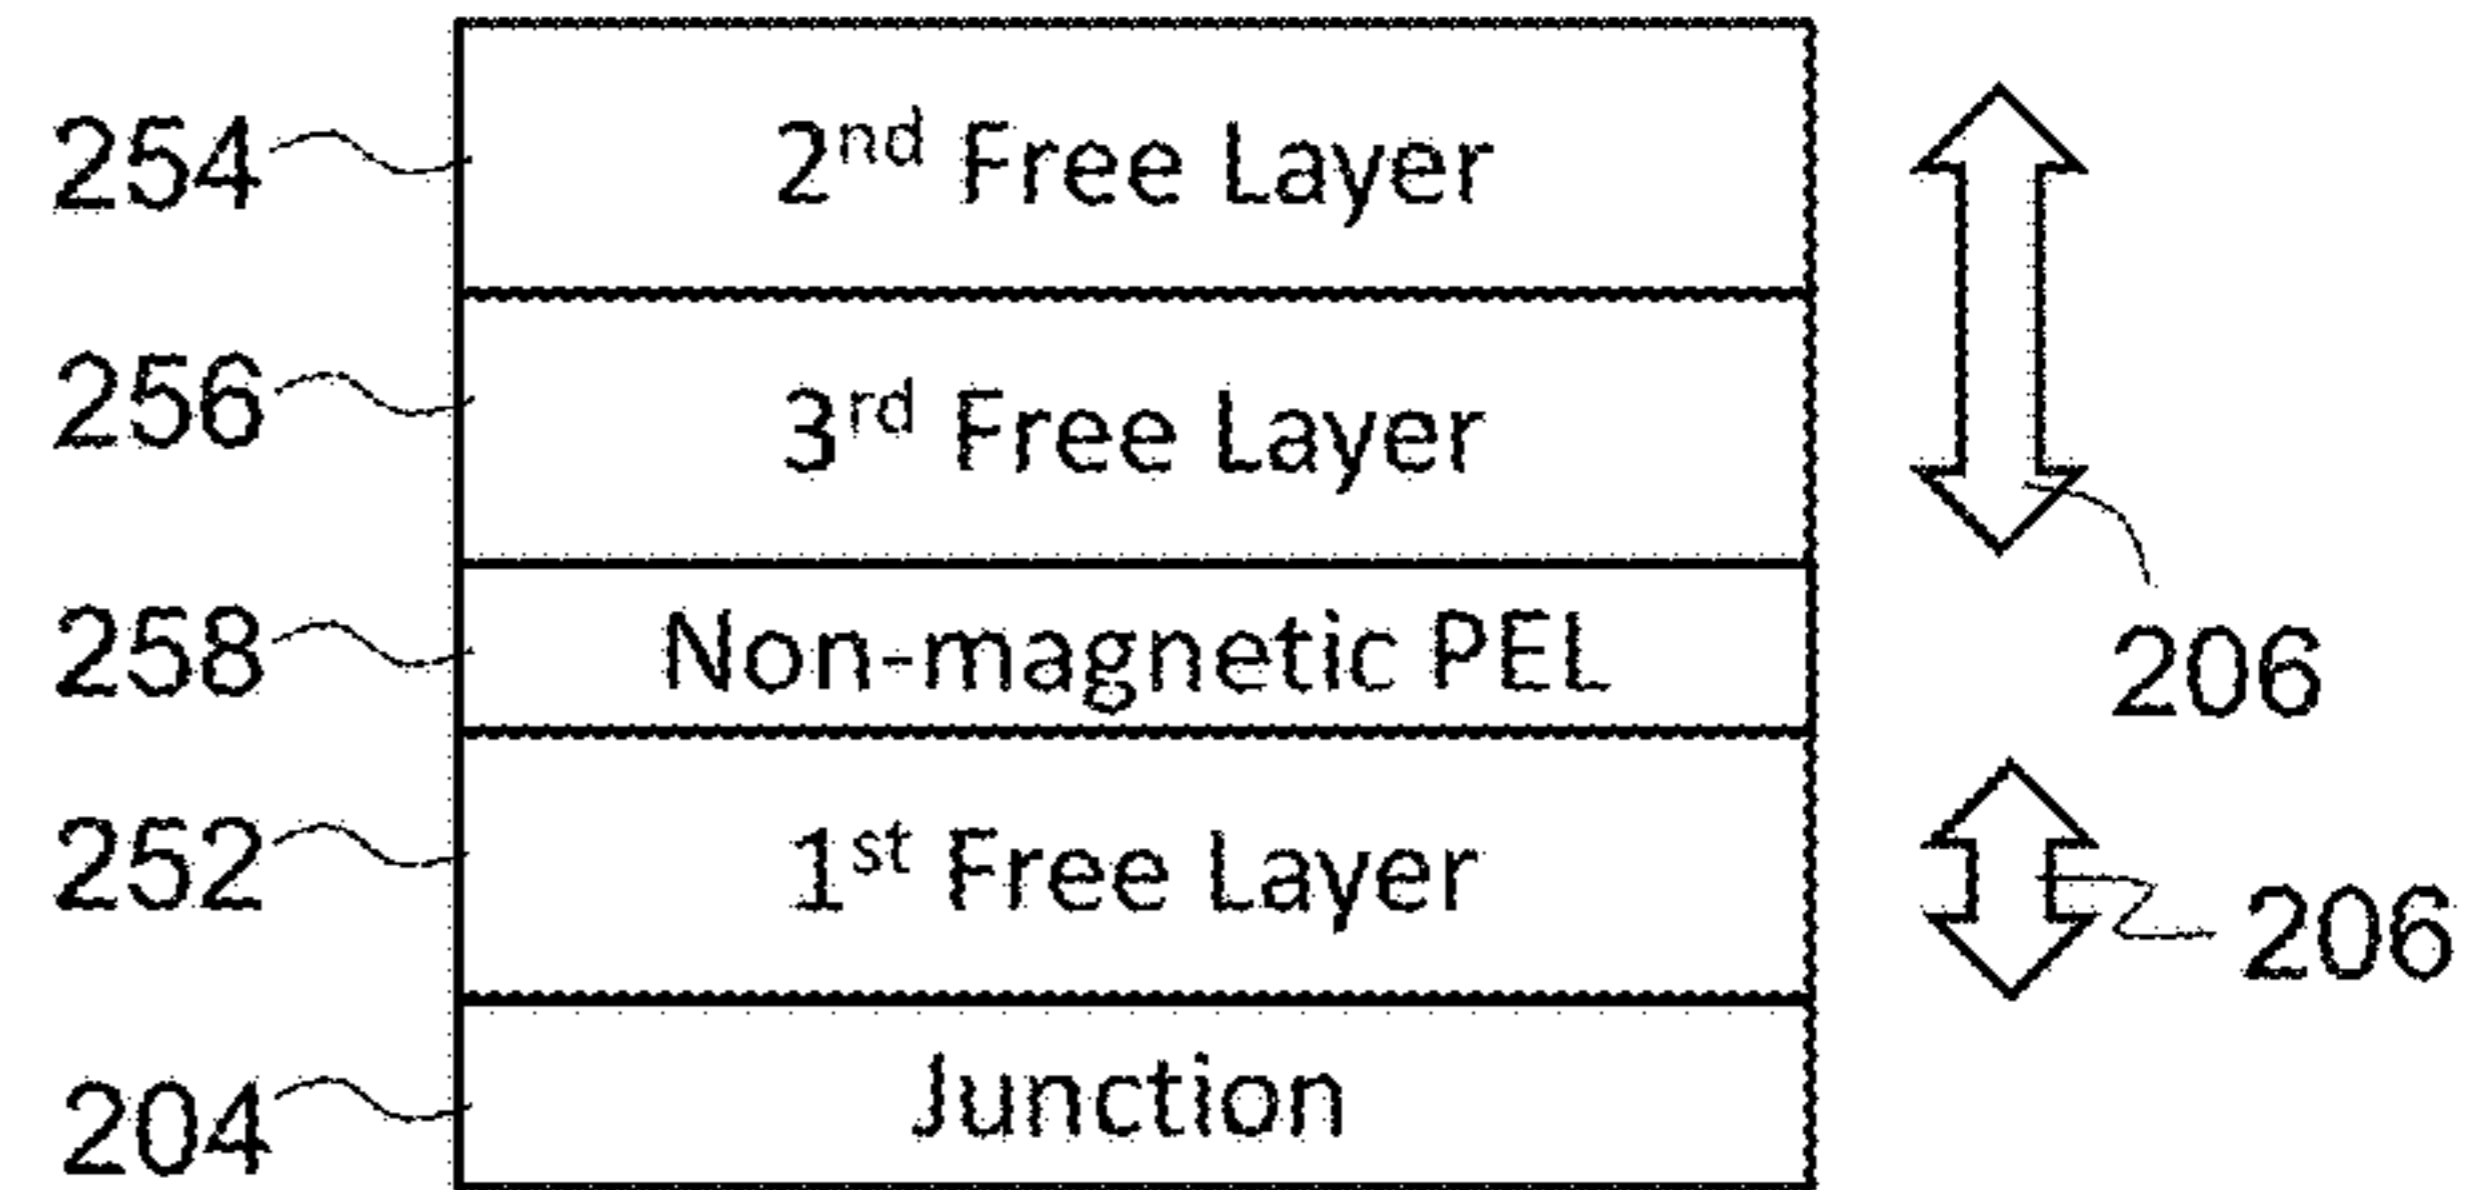 254 2nd Free Layer
256 3rd Free Layer
258 Non-magnetic PEL
206
252 1st Free Layer
206
204 Junction